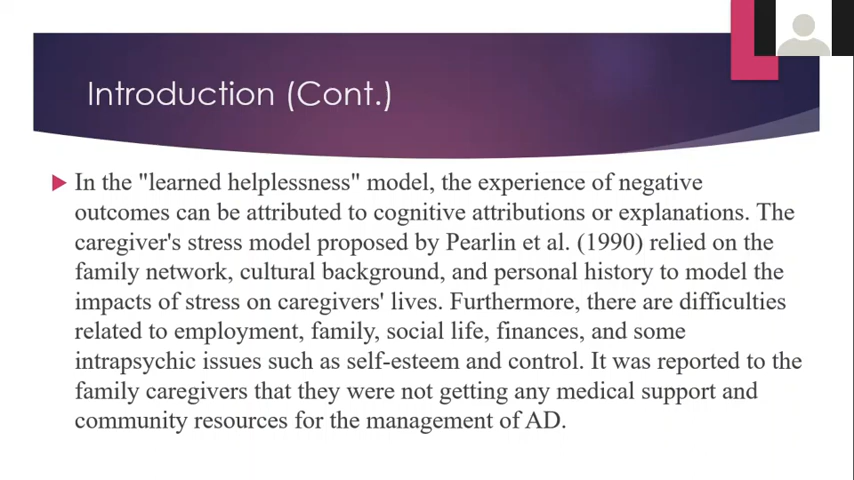 Introduction (Cont.)
In the "learned helplessness" model, the experience of negative
outcomes can be attributed to cognitive attributions or explanations. The
caregiver's stress model proposed by Pearlin et al. (1990) relied on the
family network, cultural background, and personal history to model the
impacts of stress on caregivers' lives. Furthermore, there are difficulties
related to employment, family, social life, finances, and some
intrapsychic issues such as self-esteem and control. It was reported to the
family caregivers that they were not getting any medical support and
community resources for the management of AD.